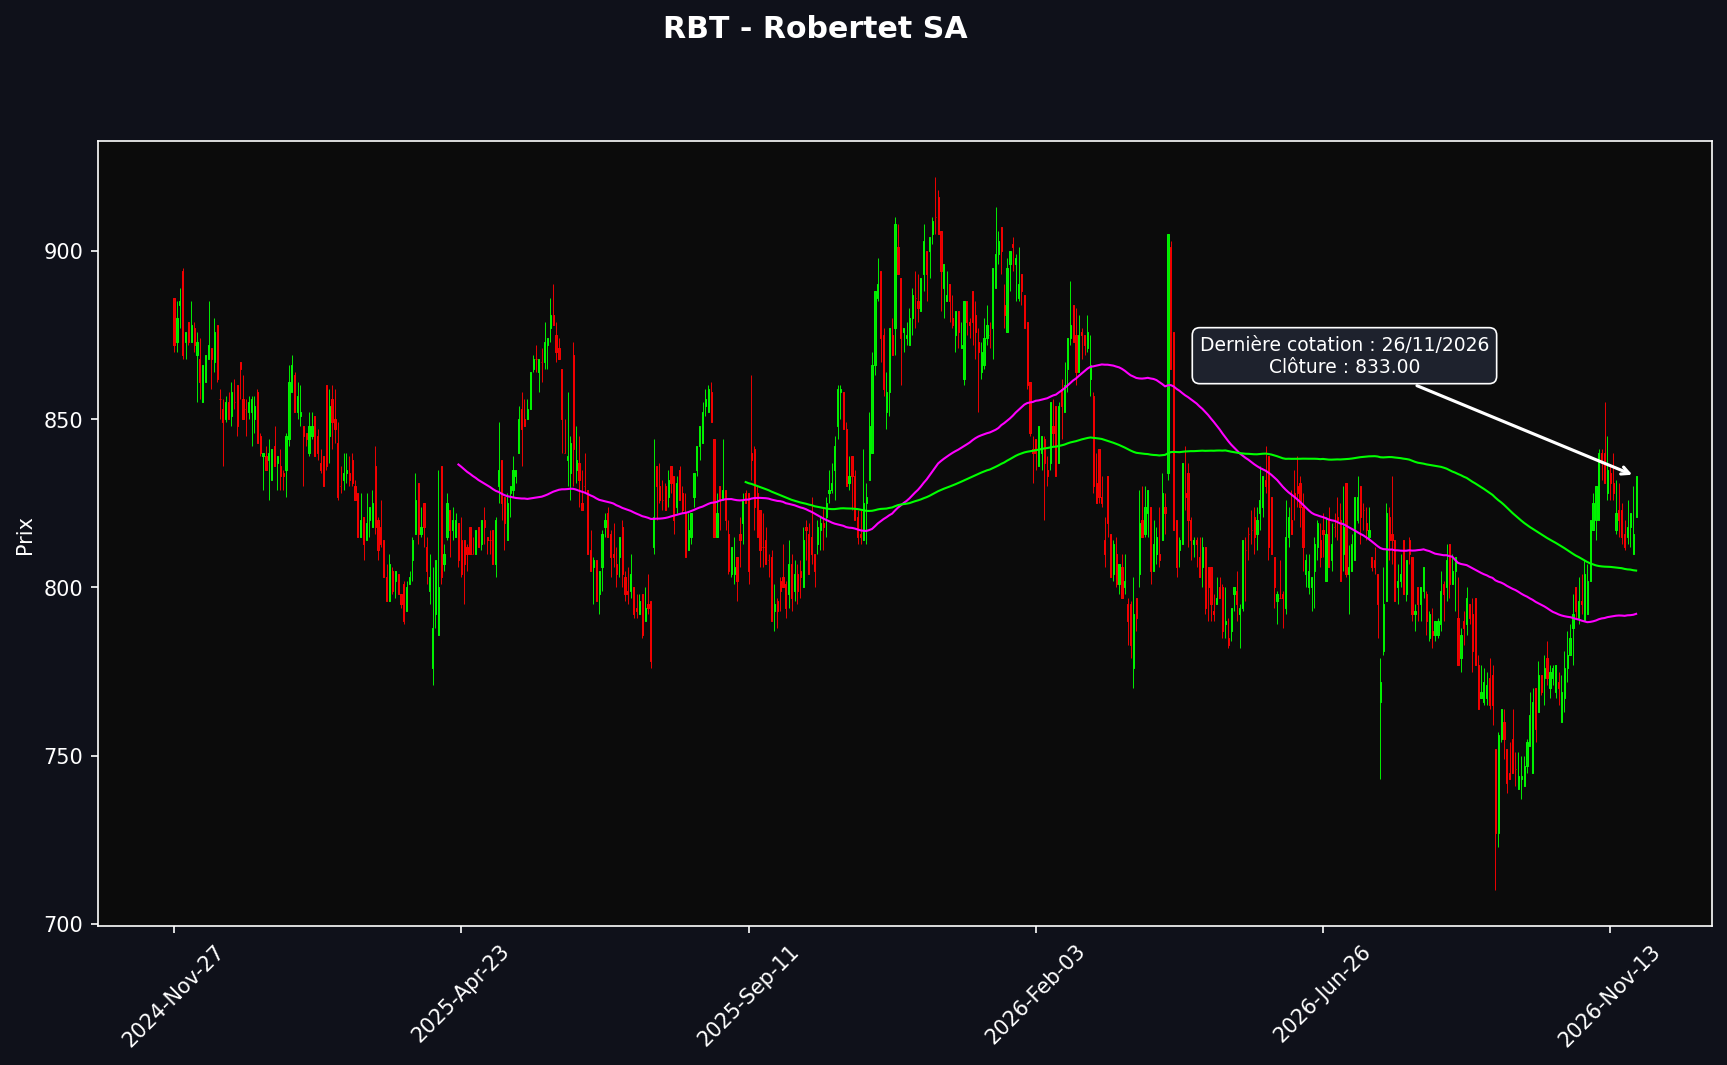 RBT - Robertet SA
Prix
900
850
800
750
700
Dernière cotation : 26/11/2026
Clôture : 833.00
2024-Nov-27
2025-Apr-23
2025-Sep-11
2026-Feb-03
2026-Jun-26
2026-Nov-13